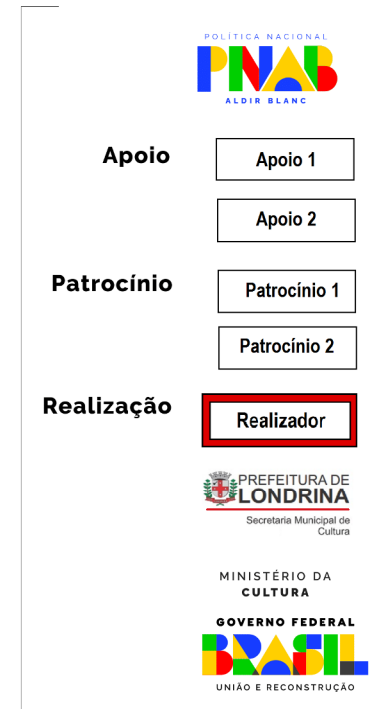 POLÍTICA NACIONAL
PNAB
ALDIR BLANC
Apoio
Apoio 1
Apoio 2
Patrocínio
Patrocínio 1
Patrocínio 2
Realização
Realizador
PREFEITURA DE
LONDRINA
Secretaria Municipal de
Cultura
MINISTÉRIO DA
CULTURA
GOVERNO FEDERAL
BRASIL
UNIÃO E RECONSTRUÇÃO